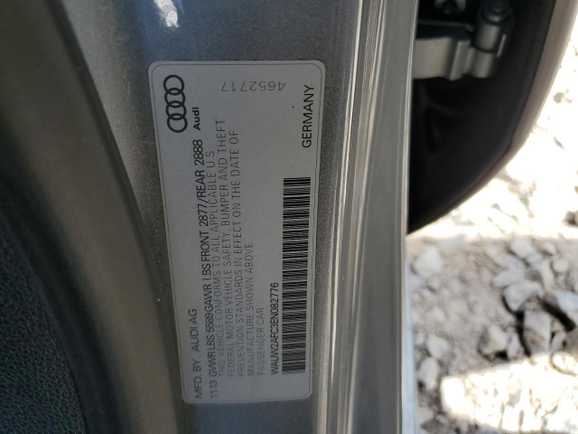 4652717
Audi
MFD. BY AUDI AG GERMANY
11 13 GVWR LBS 5589 GAWR LBS FRONT 2877/REAR 2888
THIS VEHICLE CONFORMS TO ALL APPLICABLE U.S.
FEDERAL MOTOR VEHICLE SAFETY, BUMPER AND THEFT
PREVENTION STANDARDS IN EFFECT ON THE DATE OF
MANUFACTURE SHOWN ABOVE.
PASSENGER CAR
WAUW2AFC3EN082776